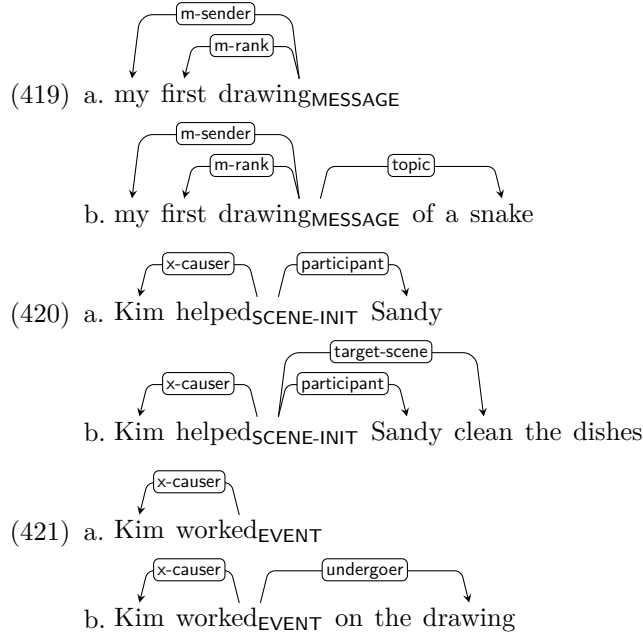 m-sender
m-rank
(419) a. my first drawingMESSAGE
m-sender
m-rank topic
b. my first drawingMESSAGE of a snake
x-causer participant
(420) a. Kim helpedSCENE-INIT Sandy
target-scene
x-causer participant
b. Kim helpedSCENE-INIT Sandy clean the dishes
x-causer
(421) a. Kim workedEVENT
x-causer undergoer
b. Kim workedEVENT on the drawing